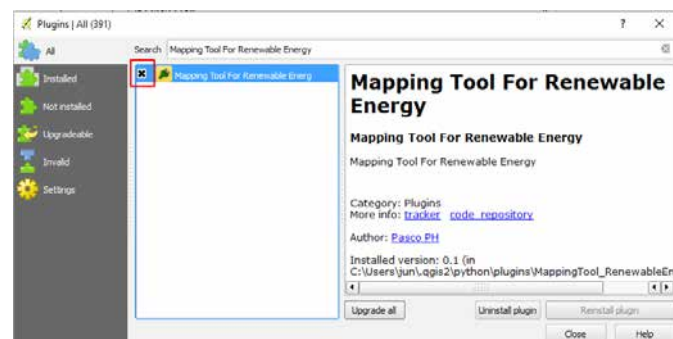 Plugins | All (391)
All
Installed
Not installed
Upgradeable
Invalid
Settings
Search Mapping Tool For Renewable Energy
Mapping Tool For Renewable Energ
Mapping Tool For Renewable
Energy
Mapping Tool For Renewable Energy
Mapping Tool For Renewable Energy
Category: Plugins
More info: tracker code repository
Author: Pasco PH
Installed version: 0.1 (in
C:\Users\jun\.qgis2\python\plugins\MappingTool_RenewableEn
Upgrade all
Uninstall plugin
Reinstall plugin
Close
Help